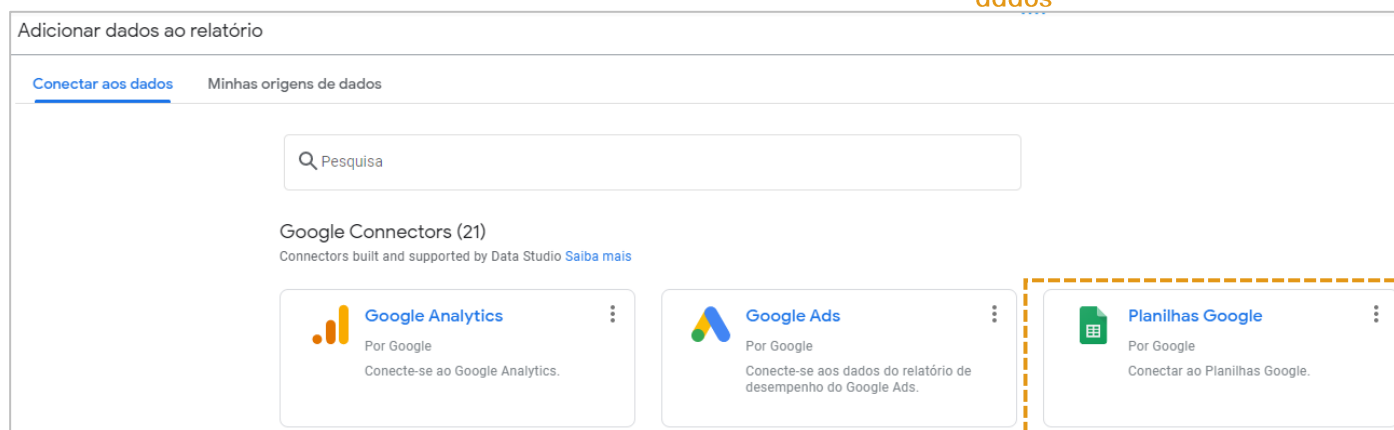 dados
Adicionar dados ao relatório
Conectar aos dados
Minhas origens de dados
Pesquisa
Google Connectors (21)
Connectors built and supported by Data Studio Saiba mais
Google Analytics
Por Google
Conecte-se ao Google Analytics.
Google Ads
Por Google
Conecte-se aos dados do relatório de
desempenho do Google Ads.
Planilhas Google
Por Google
Conectar ao Planilhas Google.